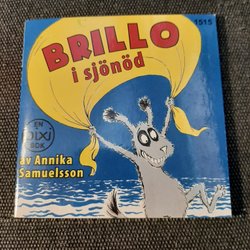 1515
BRILLO
i sjönöd
EN
pixi
BOK
av Annika
Samuelsson